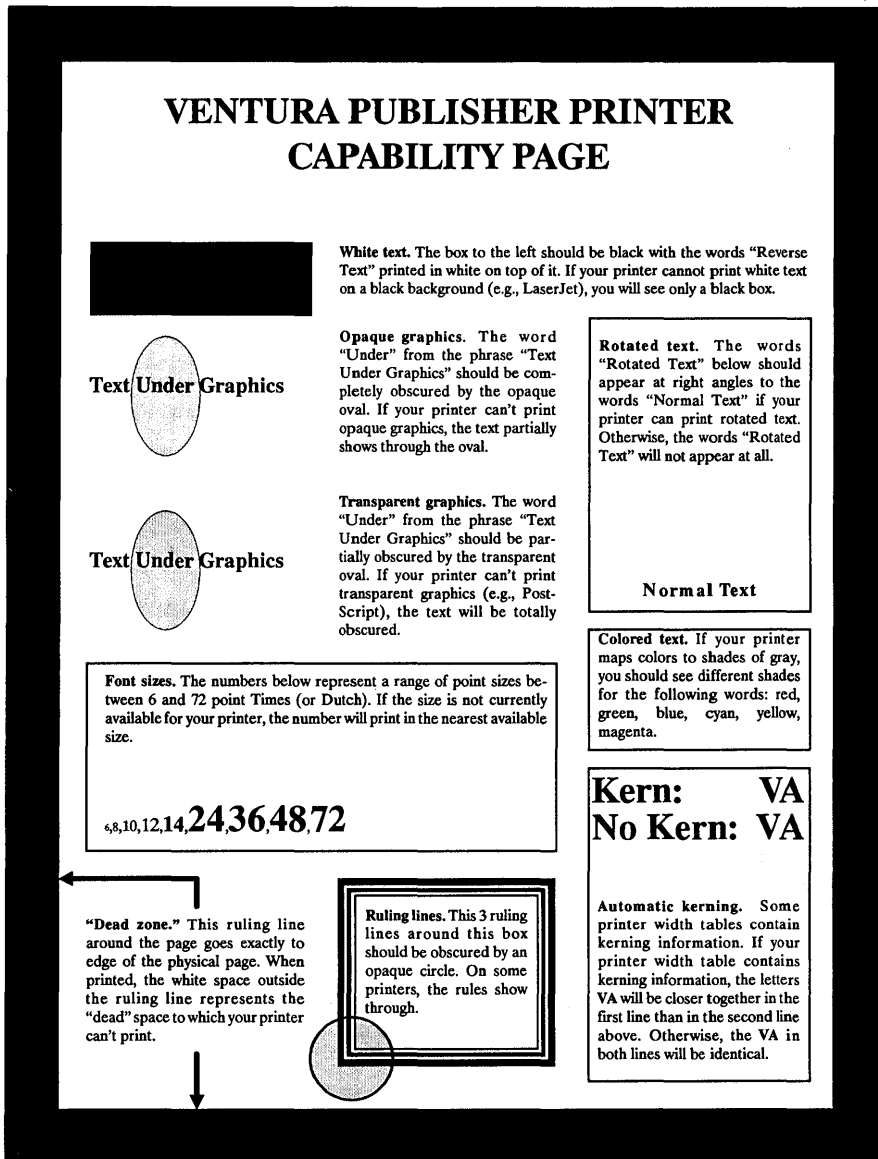 VENTURA PUBLISHER PRINTER
CAPABILITY PAGE
White text. The box to the left should be black with the words “Reverse
Text” printed in white on top of it. If your printer cannot print white text
on a black background (e.g., LaserJet), you will see only a black box.
Text Under Graphics
Opaque graphics. The word
“Under” from the phrase “Text
Under Graphics” should be com-
pletely obscured by the opaque
oval. If your printer can't print
opaque graphics, the text partially
shows through the oval.
Rotated text. The words
“Rotated Text” below should
appear at right angles to the
words “Normal Text” if your
printer can print rotated text.
Otherwise, the words “Rotated
Text” will not appear at all.
Normal Text
Text Under Graphics
Transparent graphics. The word
“Under” from the phrase “Text
Under Graphics” should be par-
tially obscured by the transparent
oval. If your printer can't print
transparent graphics (e.g., Post-
Script), the text will be totally
obscured.
Colored text. If your printer
maps colors to shades of gray,
you should see different shades
for the following words: red,
green, blue, cyan, yellow,
magenta.
Font sizes. The numbers below represent a range of point sizes be-
tween 6 and 72 point Times (or Dutch). If the size is not currently
available for your printer, the number will print in the nearest available
size.
6,8,10,12,14,24,36,48,72
Kern: VA
No Kern: VA
Automatic kerning. Some
printer width tables contain
kerning information. If your
printer width table contains
kerning information, the letters
VA will be closer together in the
first line than in the second line
above. Otherwise, the VA in
both lines will be identical.
“Dead zone.” This ruling line
around the page goes exactly to
edge of the physical page. When
printed, the white space outside
the ruling line represents the
“dead” space to which your printer
can't print.
Ruling lines. This 3 ruling
lines around this box
should be obscured by an
opaque circle. On some
printers, the rules show
through.